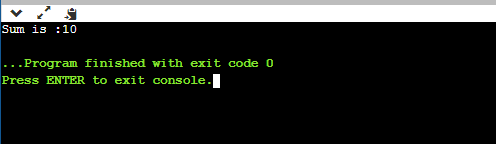 Sum is :10
...Program finished with exit code 0
Press ENTER to exit console.